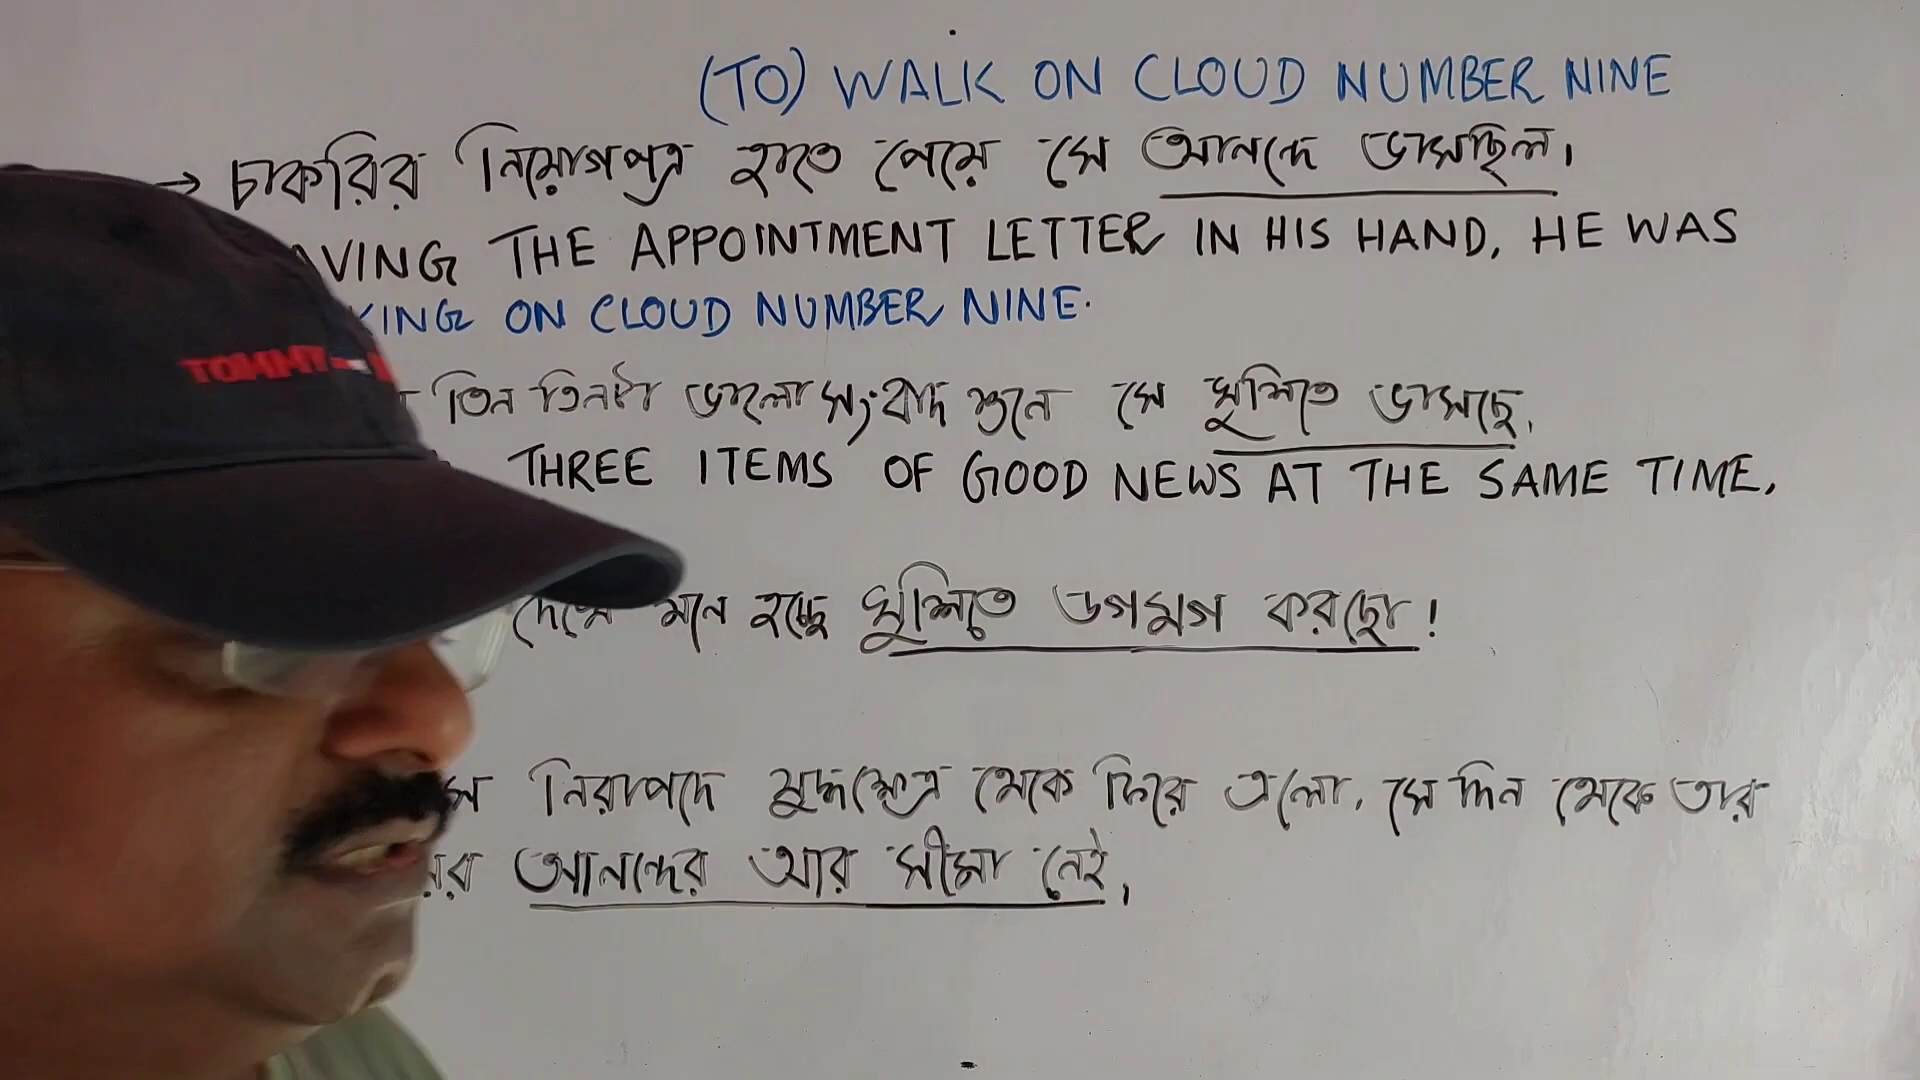 (TO) WALK ON CLOUD NUMBER NINE
→ চাকরির নিয়োগপত্র হাতে পেয়ে সে আনন্দে ভাসছিল।
AVING THE APPOINTMENT LETTER IN HIS HAND, HE WAS
KING ON CLOUD NUMBER NINE.
তিন তিনটা ভালো সংবাদ শুনে সে খুশিতে ভাসছে।
THREE ITEMS OF GOOD NEWS AT THE SAME TIME,
দেখে মনে হচ্ছে খুশিতে ডগমগ করছো!
নিরাপদে যুদ্ধক্ষেত্র থেকে ফিরে এলো, সে দিন থেকে তার
আনন্দের আর সীমা নেই।
TOMMY